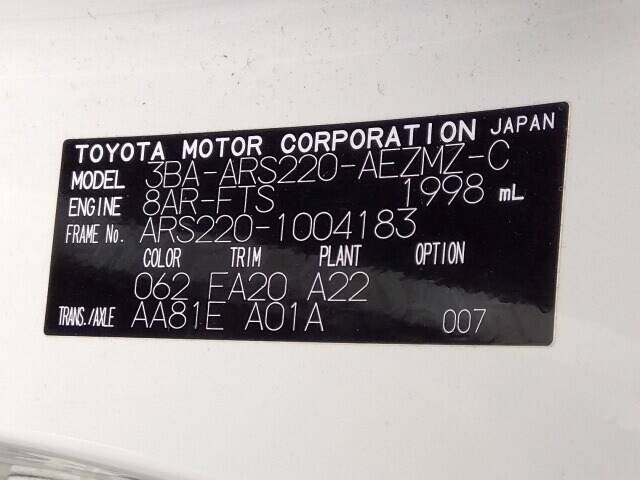 TOYOTA MOTOR CORPORATION JAPAN
MODEL 3BA-ARS220-AEZMZ-C
ENGINE 8AR-FTS 1998 mL
FRAME No. ARS220-1004183
COLOR TRIM PLANT OPTION
062 FA20 A22
TRANS./AXLE AA81E A01A 007